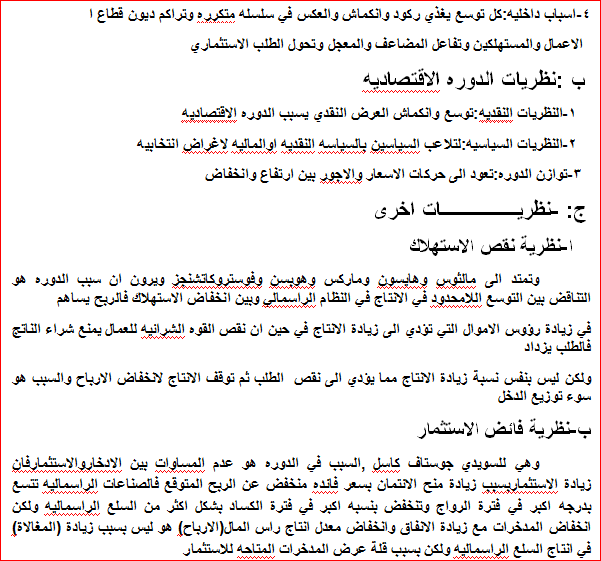 ٤-اسباب داخليه:كل توسع يغذي ركود وانكماش والعكس في سلسله متكرره وتراكم ديون قطاع ا
الاعمال والمستهلكين وتفاعل المضاعف والمعجل وتحول الطلب الاستثماري
ب :نظريات الدوره الاقتصاديه
١-النظريات النقديه:توسع وانكماش العرض النقدي يسبب الدوره الاقتصاديه
٢-النظريات السياسيه:لتلاعب السياسين بالسياسه النقديه اوالماليه لاغراض انتخابيه
٣-توازن الدوره:تعود الى حركات الاسعار والاجور بين ارتفاع وانخفاض
ج: -نظريـــــــــــات اخرى
ا-نظرية نقص الاستهلاك
وتمتد الى مالثوس وهابسون وماركس وهوبسن وفوستروكاتشنجز ويرون ان سبب الدوره هو
التناقض بين التوسع اللامحدود في الانتاج في النظام الراسمالي وبين انخفاض الاستهلاك فالربح يساهم
في زيادة رؤوس الاموال التي تؤدي الى زيادة الانتاج في حين ان نقص القوه الشرانيه للعمال يمنع شراء الناتج
فالطلب يزداد
ولكن ليس بنفس نسبة زيادة الانتاج مما يؤدي الى نقص الطلب ثم توقف الانتاج لانخفاض الارباح والسبب هو
سوء توزيع الدخل
ب-نظرية فائض الاستثمار
وهي للسويدي جوستاف كاسل ,السبب في الدوره هو عدم المساوات بين الادخاروالاستثمارفان
زيادة الاستثماربسبب زيادة منح الائتمان بسعر فائده منخفض عن الربح المتوقع فالصناعات الراسماليه تتسع
بدرجه اكبر في فترة الرواج وتنخفض بنسبه اكبر في فترة الكساد بشكل اكثر من السلع الراسماليه ولكن
انخفاض المدخرات مع زيادة الانفاق وانخفاض معدل انتاج راس المال(الارباح) هو ليس بسبب زيادة (المغالاة)
في انتاج السلع الراسماليه ولكن بسبب قلة عرض المدخرات المتاحه للاستثمار